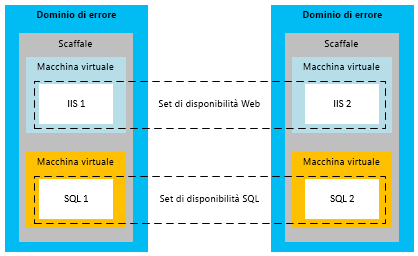 Dominio di errore
Dominio di errore
Scaffale
Scaffale
Macchina virtuale
Macchina virtuale
IIS 1
Set di disponibilità Web
IIS 2
Macchina virtuale
Macchina virtuale
SQL 1
Set di disponibilità SQL
SQL 2